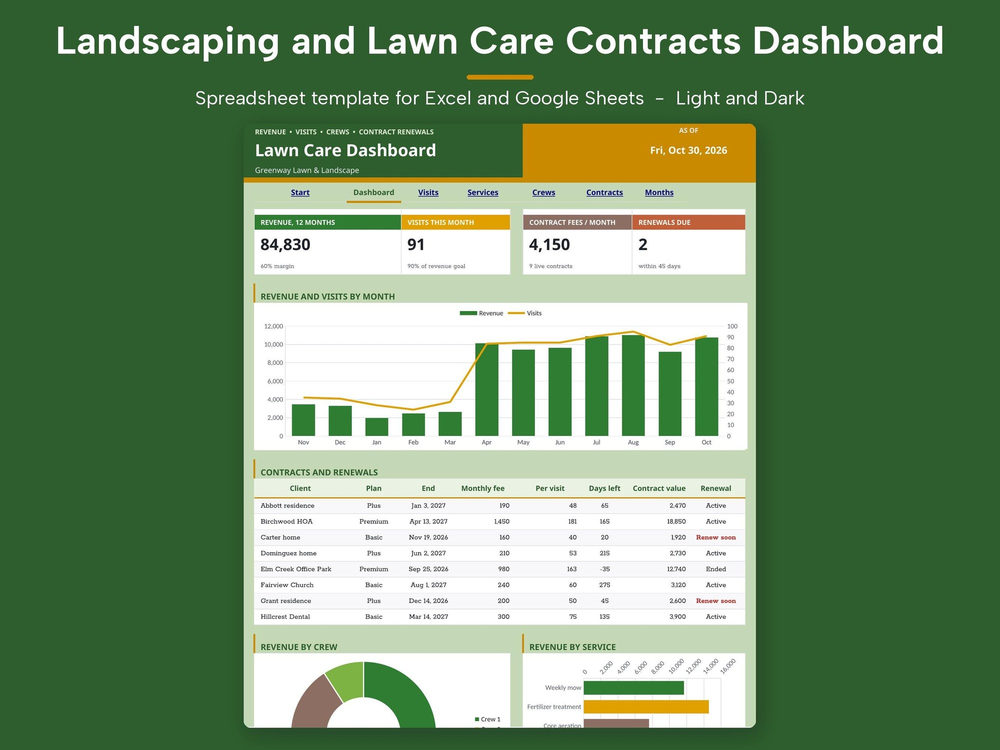 Landscaping and Lawn Care Contracts Dashboard
Spreadsheet template for Excel and Google Sheets – Light and Dark
REVENUE • VISITS • CREWS • CONTRACT RENEWALS
Lawn Care Dashboard
Greenway Lawn & Landscape
AS OF
Fri, Oct 30, 2026
Start Dashboard Visits Services Crews Contracts Months
REVENUE, 12 MONTHS VISITS THIS MONTH CONTRACT FEES / MONTH RENEWALS DUE
84,830 91 4,150 2
60% margin 90% of revenue goal 9 live contracts within 45 days
REVENUE AND VISITS BY MONTH
Revenue Visits
12,000 100
90
10,000 80
70
8,000
60
6,000 50
40
4,000
30
2,000 20
10
0 0
Nov Dec Jan Feb Mar Apr May Jun Jul Aug Sep Oct
CONTRACTS AND RENEWALS
Client Plan End Monthly fee Per visit Days left Contract value Renewal
Abbott residence Plus Jan 3, 2027 190 48 65 2,470 Active
Birchwood HOA Premium Apr 13, 2027 1,450 181 165 18,850 Active
Carter home Basic Nov 19, 2026 160 40 20 1,920 Renew soon
Dominguez home Plus Jun 2, 2027 210 53 215 2,730 Active
Elm Creek Office Park Premium Sep 25, 2026 980 163 -35 12,740 Ended
Fairview Church Basic Aug 1, 2027 240 60 275 3,120 Active
Grant residence Plus Dec 14, 2026 200 50 45 2,600 Renew soon
Hillcrest Dental Basic Mar 14, 2027 300 75 135 3,900 Active
REVENUE BY CREW
Crew 1
REVENUE BY SERVICE
0 2,000 4,000 6,000 8,000 10,000 12,000 14,000 16,000
Weekly mow
Fertilizer treatment
Core aeration